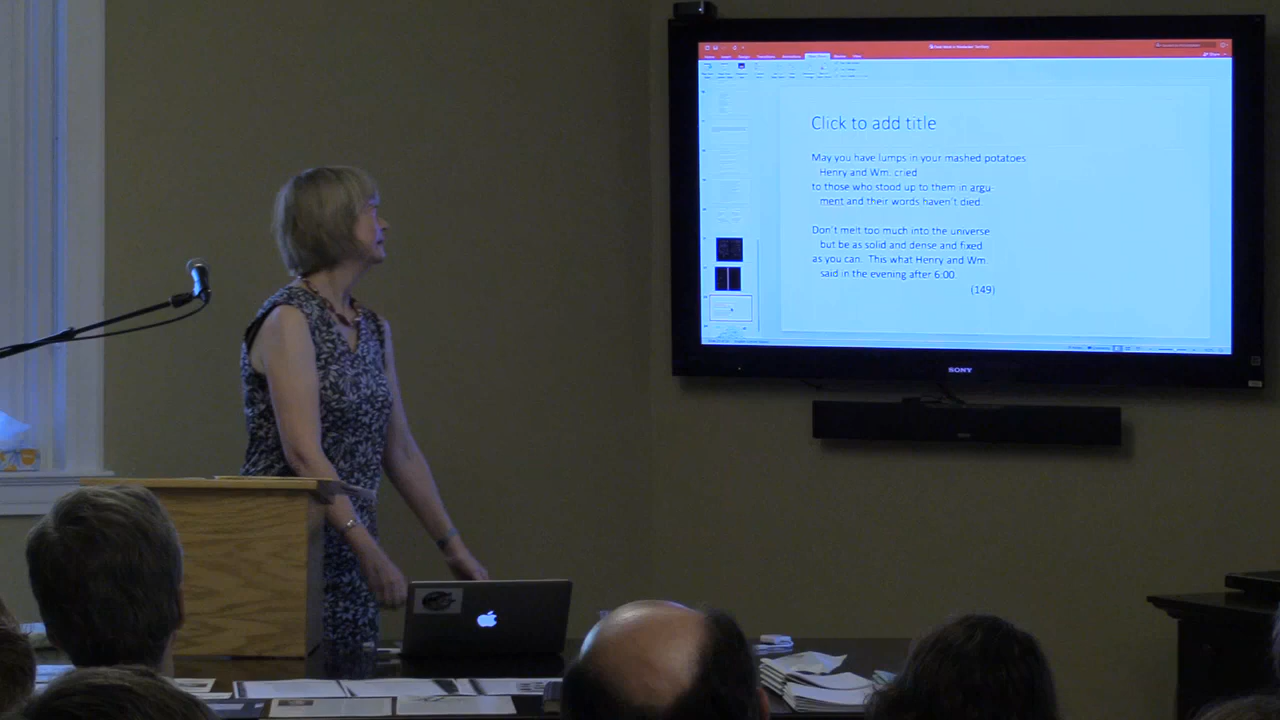 Click to add title
May you have lumps in your mashed potatoes
Henry and Wm. cried
to those who stood up to them in argu-
ment and their words haven't died.
Don't melt too much into the universe
but be as solid and dense and fixed
as you can. This what Henry and Wm.
said in the evening after 6:00.
(149)
SONY